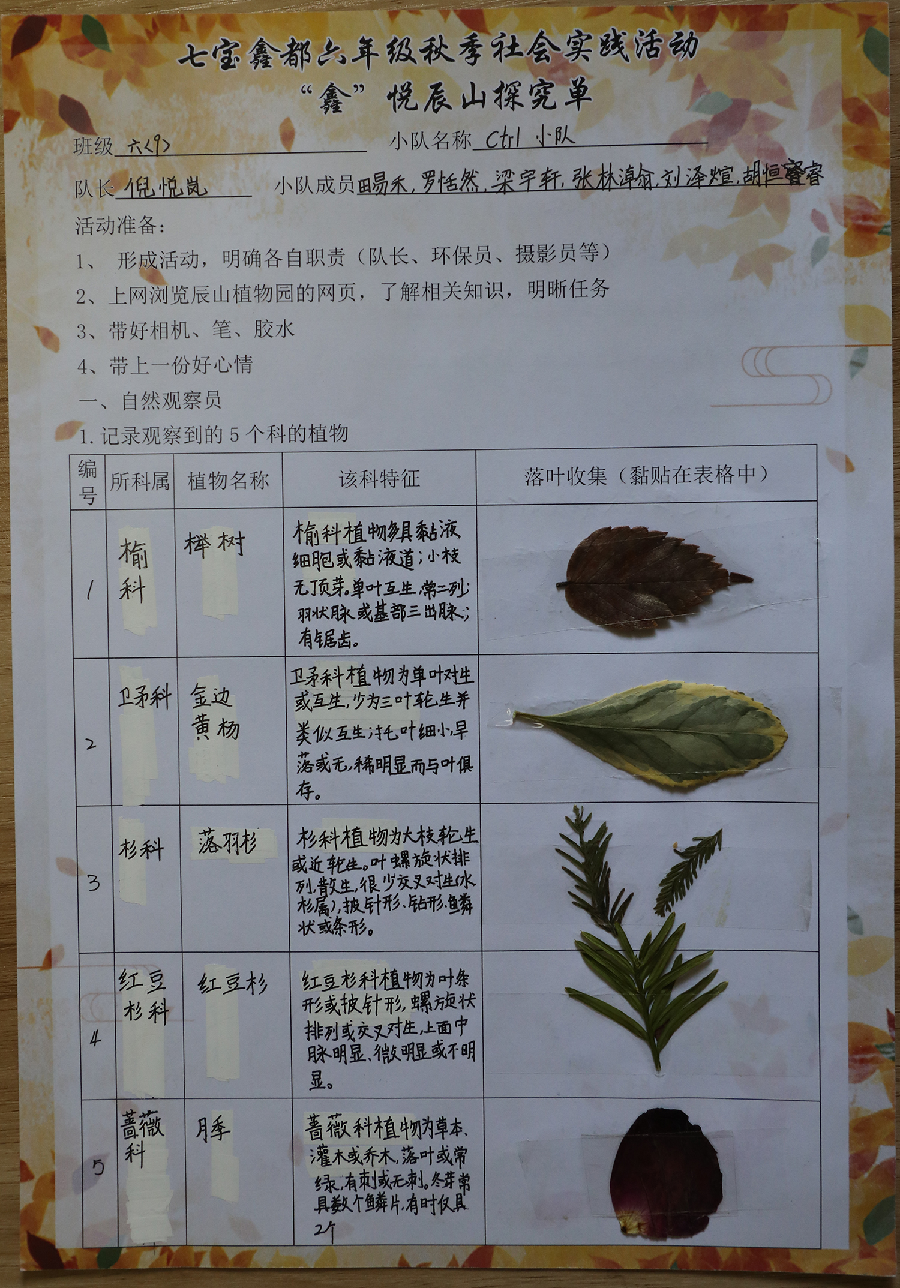 七宝鑫都六年级秋季社会实践活动
“鑫”悦辰山探究单
班级 六<9> 小队名称 Ctrl 小队
队长 倪悦岚 小队成员 田易禾,罗恬然,梁宇轩,张林淖翁,刘泽煊,胡恒睿
活动准备:
1、 形成活动,明确各自职责(队长、环保员、摄影员等)
2、上网浏览辰山植物园的网页,了解相关知识,明晰任务
3、带好相机、笔、胶水
4、带上一份好心情
一、自然观察员
1.记录观察到的5个科的植物
编号 所科属 植物名称 该科特征 落叶收集(黏贴在表格中)
1
榆
科
榉树
榆科植物多具黏液
细胞或黏液道;小枝
无顶芽。单叶互生,常二列;
羽状脉或基部三出脉;
有锯齿。
2
卫矛科
金边
黄杨
卫矛科植物为单叶对生
或互生,少为三叶轮生并
类似互生;托叶细小,早
落或无,稀明显而与叶俱
存。
3
杉科
落羽杉
杉科植物为大枝轮生
或近轮生。叶螺旋状排
列,散生,很少交叉对生(水
杉属),披针形、钻形、鳞
状或条形。
4
红豆
杉科
红豆杉
红豆杉科植物为叶条
形或披针形,螺旋状
排列或交叉对生,上面中
脉明显、微明显或不明
显。
5
蔷薇
科
月季
蔷薇科植物为草本、
灌木或乔木,落叶或常
绿,有刺或无刺。冬芽常
具数个鳞片,有时仅具
2个